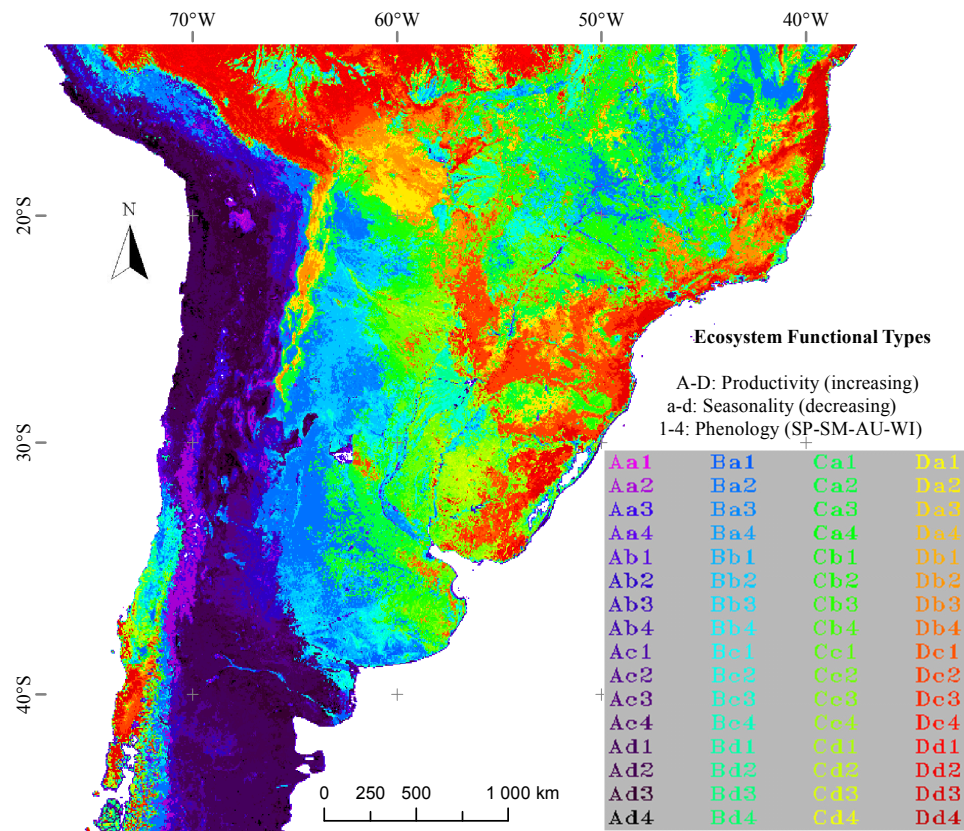 70°W 60°W 50°W 40°W
N
20°S
30°S
40°S
Ecosystem Functional Types
A-D: Productivity (increasing)
a-d: Seasonality (decreasing)
1-4: Phenology (SP-SM-AU-WI)
Aa1 Ba1 Ca1 Da1
Aa2 Ba2 Ca2 Da2
Aa3 Ba3 Ca3 Da3
Aa4 Ba4 Ca4 Da4
Ab1 Bb1 Cb1 Db1
Ab2 Bb2 Cb2 Db2
Ab3 Bb3 Cb3 Db3
Ab4 Bb4 Cb4 Db4
Ac1 Bc1 Cc1 Dc1
Ac2 Bc2 Cc2 Dc2
Ac3 Bc3 Cc3 Dc3
Ac4 Bc4 Cc4 Dc4
Ad1 Bd1 Cd1 Dd1
Ad2 Bd2 Cd2 Dd2
Ad3 Bd3 Cd3 Dd3
Ad4 Bd4 Cd4 Dd4
0 250 500 1 000 km